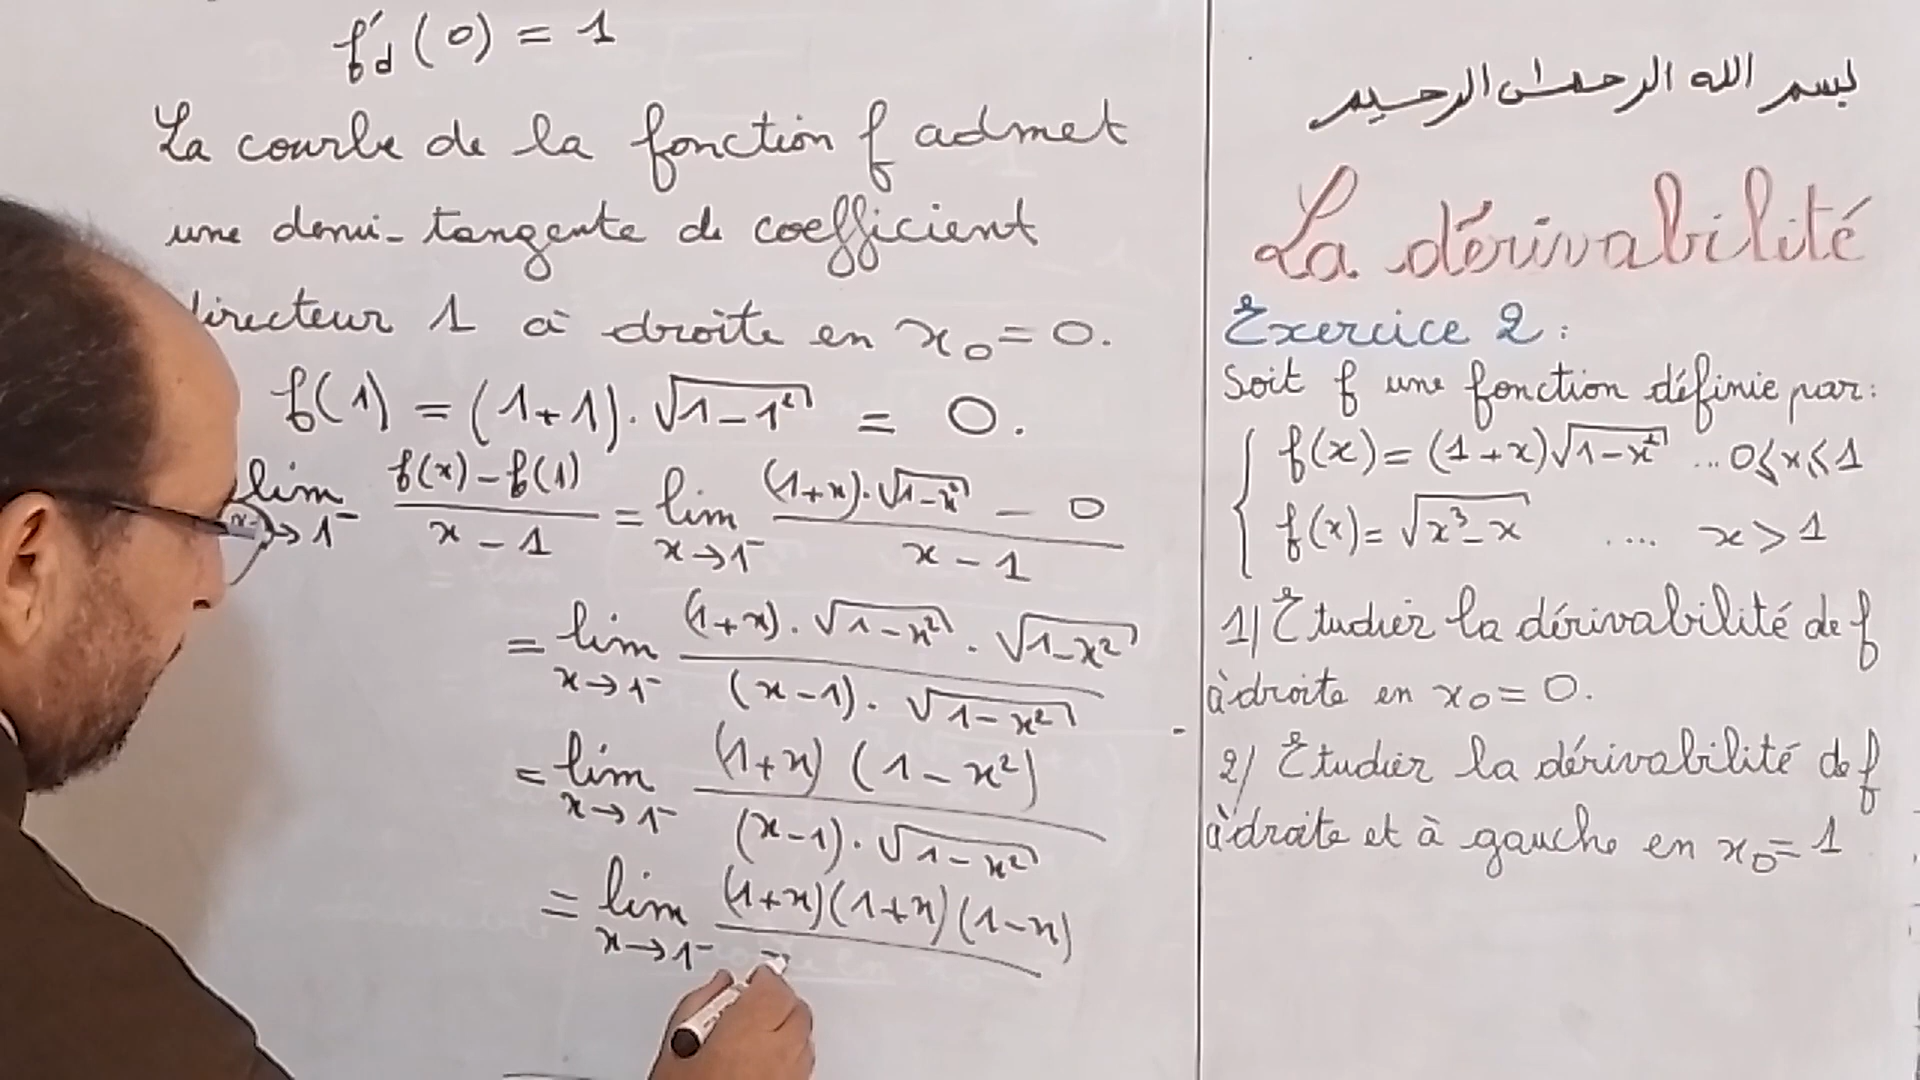 f'd(0) = 1
La courbe de la fonction f admet
une demi-tangente de coefficient
directeur 1 à droite en x₀ = 0.
f(1) = (1+1).√(1-1²) = 0.
lim x→1⁻ (f(x)-f(1))/(x-1) = lim x→1⁻ ((1+x).√(1-x²) - 0)/(x-1)
= lim x→1⁻ ((1+x).√(1-x²).√(1-x²))/((x-1).√(1-x²))
= lim x→1⁻ ((1+x)(1-x²))/((x-1).√(1-x²))
= lim x→1⁻ (1+x)(1+x)(1-x)
بسم الله الرحمان الرحيم
La dérivabilité
Exercice 2 :
Soit f une fonction définie par:
f(x) = (1+x)√(1-x²) ... 0≤x≤1
f(x) = √(x³-x) .... x > 1
1) Etudier la dérivabilité de f
à droite en x₀ = 0.
2) Etudier la dérivabilité de f
à droite et à gauche en x₀ = 1